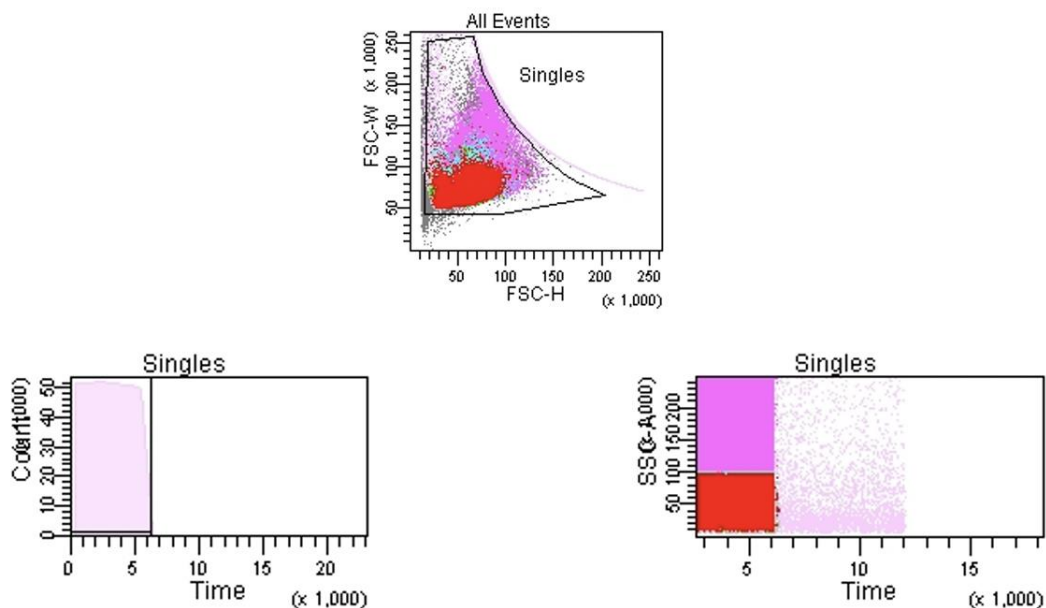 All Events
Singles
FSC-W (x 1,000)
50 100 150 200 250
50 100 150 200 250
FSC-H (x 1,000)
Singles
0 10 20 30 40 50
0 5 10 15 20
Time (x 1,000)
Singles
50 100 150 200
5 10 15
Time (x 1,000)